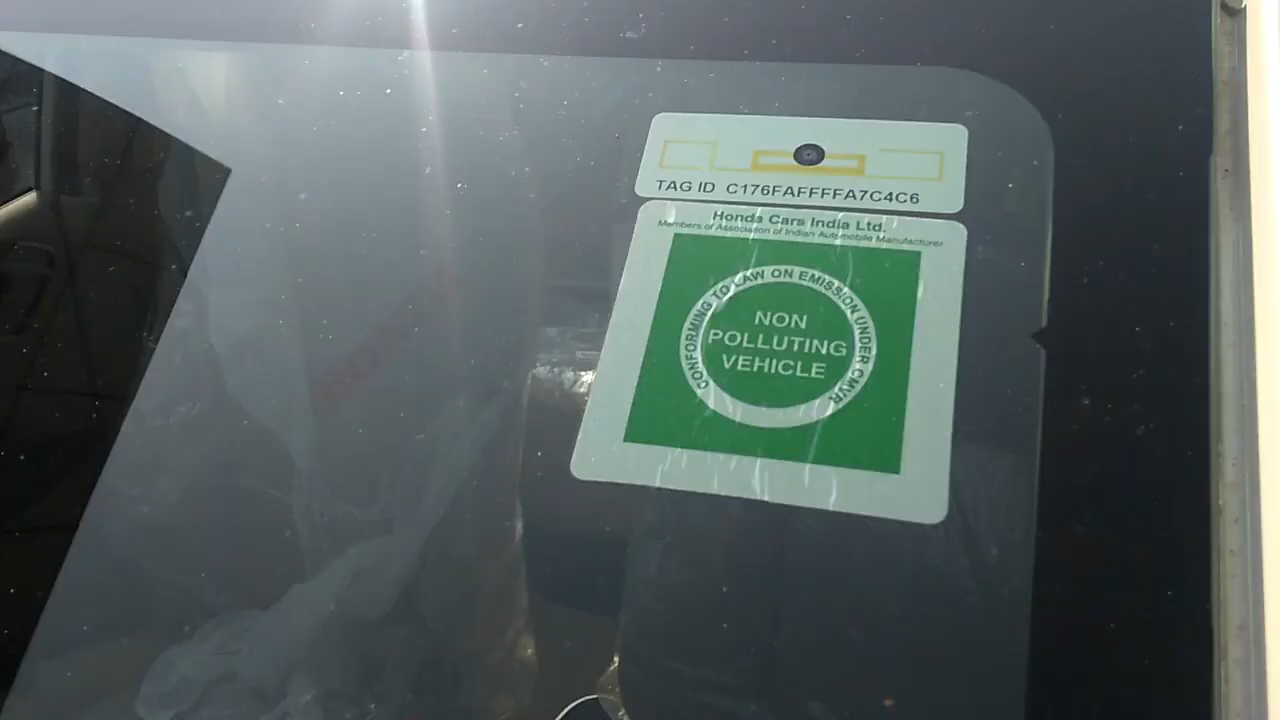 TAG ID C176FAFFFFA7C4C6
Honda Cars India Ltd.
Members of Association of Indian Automobile Manufacturer
CONFORMING TO LAW ON EMISSION UNDER CMVR
NON
POLLUTING
VEHICLE